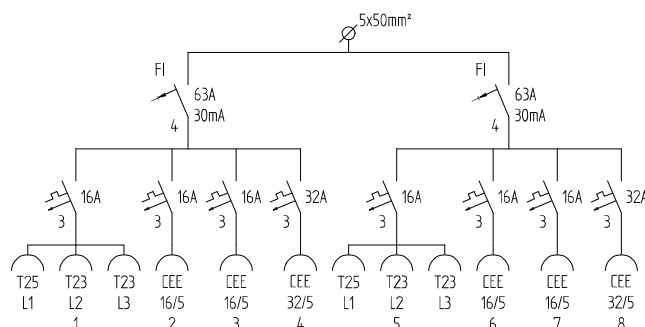 5x50mm²
FI 63A FI 63A
30mA 30mA
4 4
16A 16A 16A 32A 16A 16A 16A 32A
3 3 3 3 3 3 3 3
T25 T23 T23 CEE CEE CEE T25 T23 T23 CEE CEE CEE
L1 L2 L3 16/5 16/5 32/5 L1 L2 L3 16/5 16/5 32/5
1 2 3 4 5 6 7 8